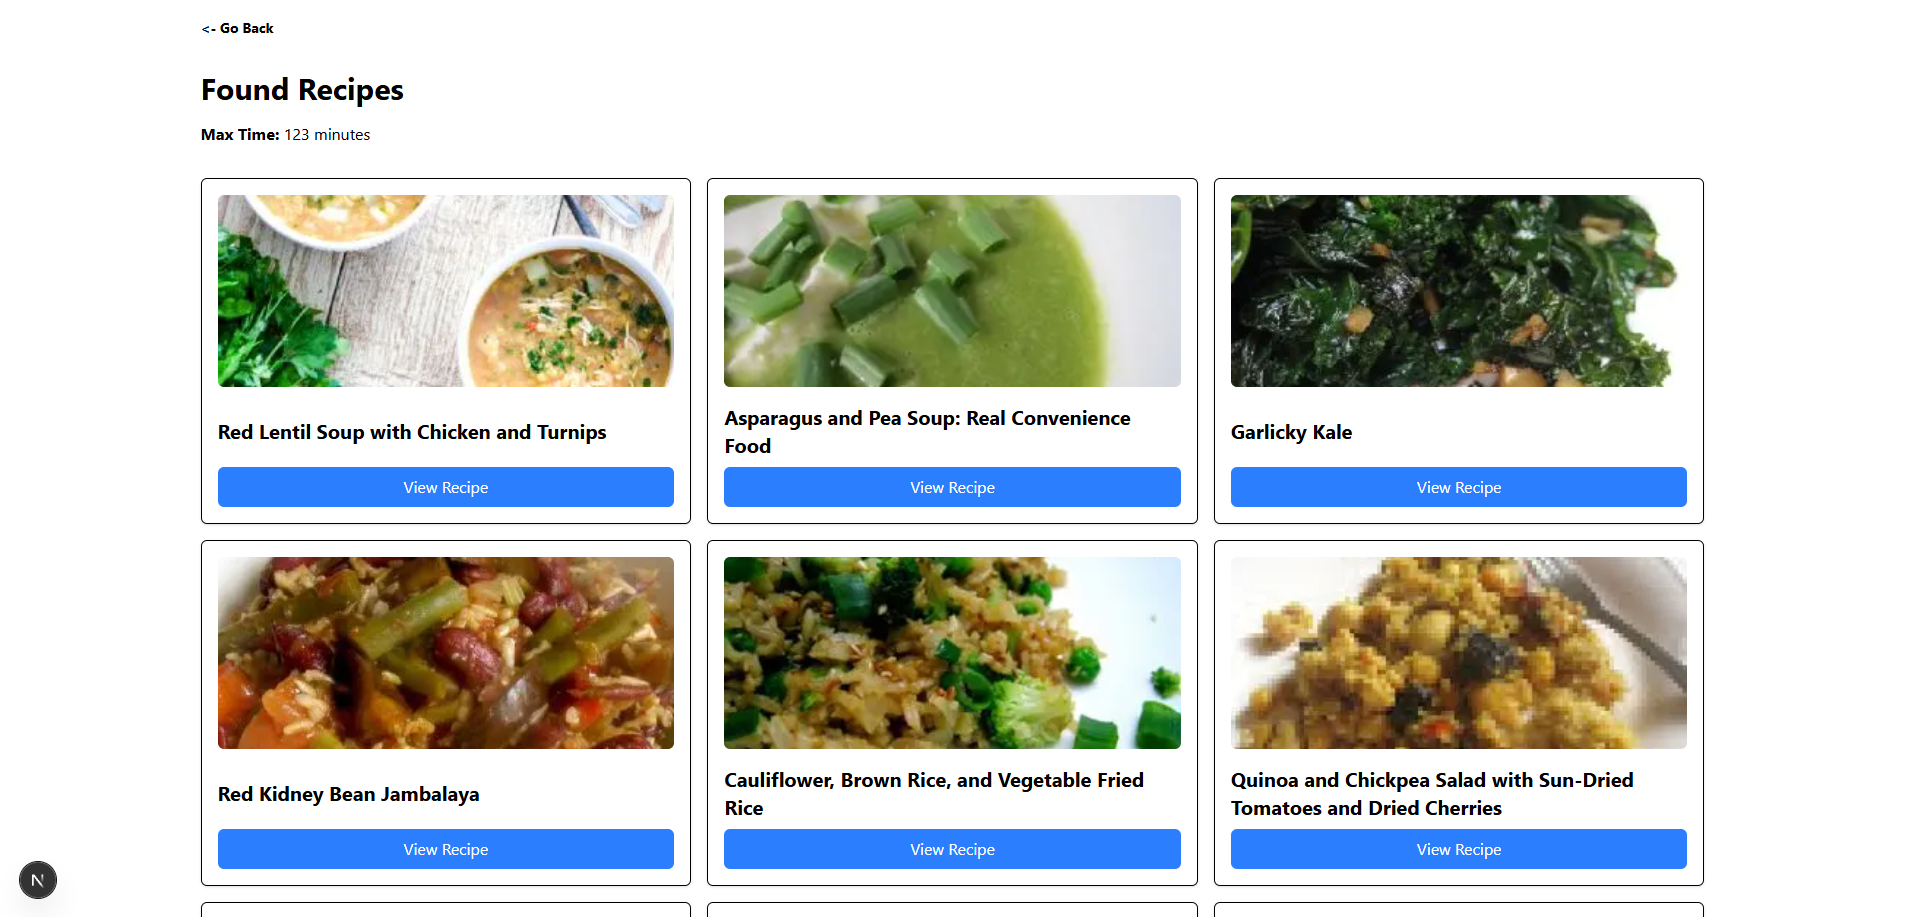 <- Go Back
Found Recipes
Max Time: 123 minutes
Red Lentil Soup with Chicken and Turnips
View Recipe
Asparagus and Pea Soup: Real Convenience
Food
View Recipe
Garlicky Kale
View Recipe
Red Kidney Bean Jambalaya
View Recipe
Cauliflower, Brown Rice, and Vegetable Fried
Rice
View Recipe
Quinoa and Chickpea Salad with Sun-Dried
Tomatoes and Dried Cherries
View Recipe
N